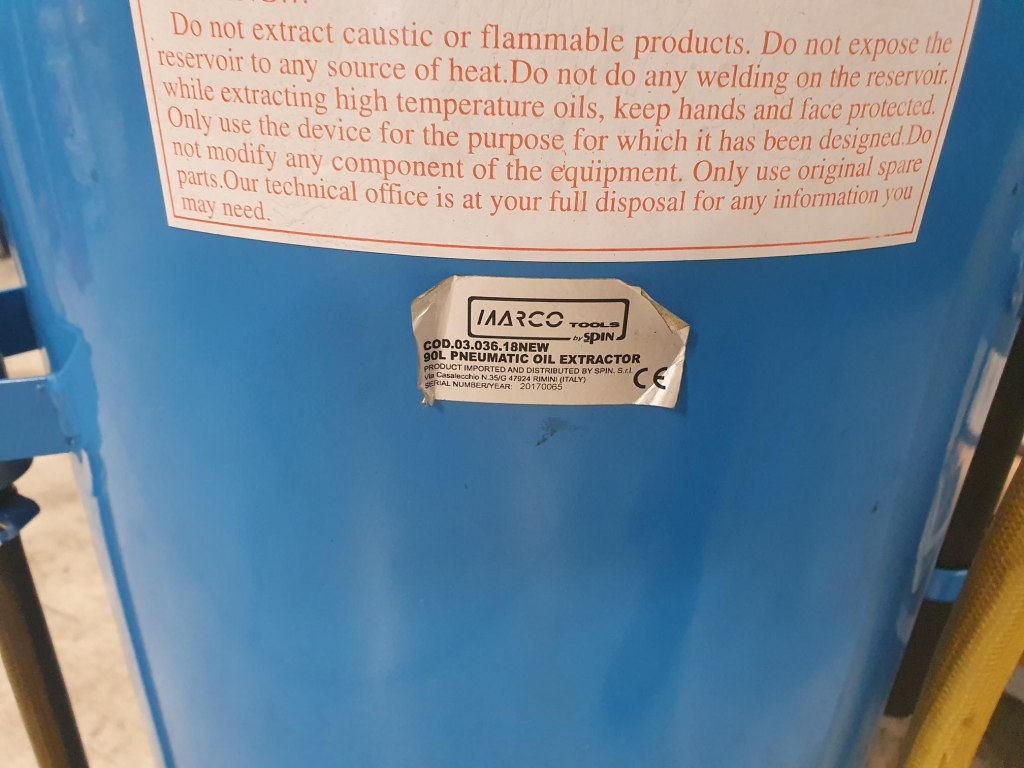 Do not extract caustic or flammable products. Do not expose the
reservoir to any source of heat.Do not do any welding on the reservoir.
while extracting high temperature oils, keep hands and face protected.
Only use the device for the purpose for which it has been designed.Do
not modify any component of the equipment. Only use original spare
parts.Our technical office is at your full disposal for any information you
may need.
MARCO TOOLS
by SPIN
COD.03.036.18NEW
90L PNEUMATIC OIL EXTRACTOR
PRODUCT IMPORTED AND DISTRIBUTED BY SPIN. S.r.l.
Via Casalecchio N.35/G 47924 RIMINI (ITALY)
SERIAL NUMBER/YEAR: 20170065
CE